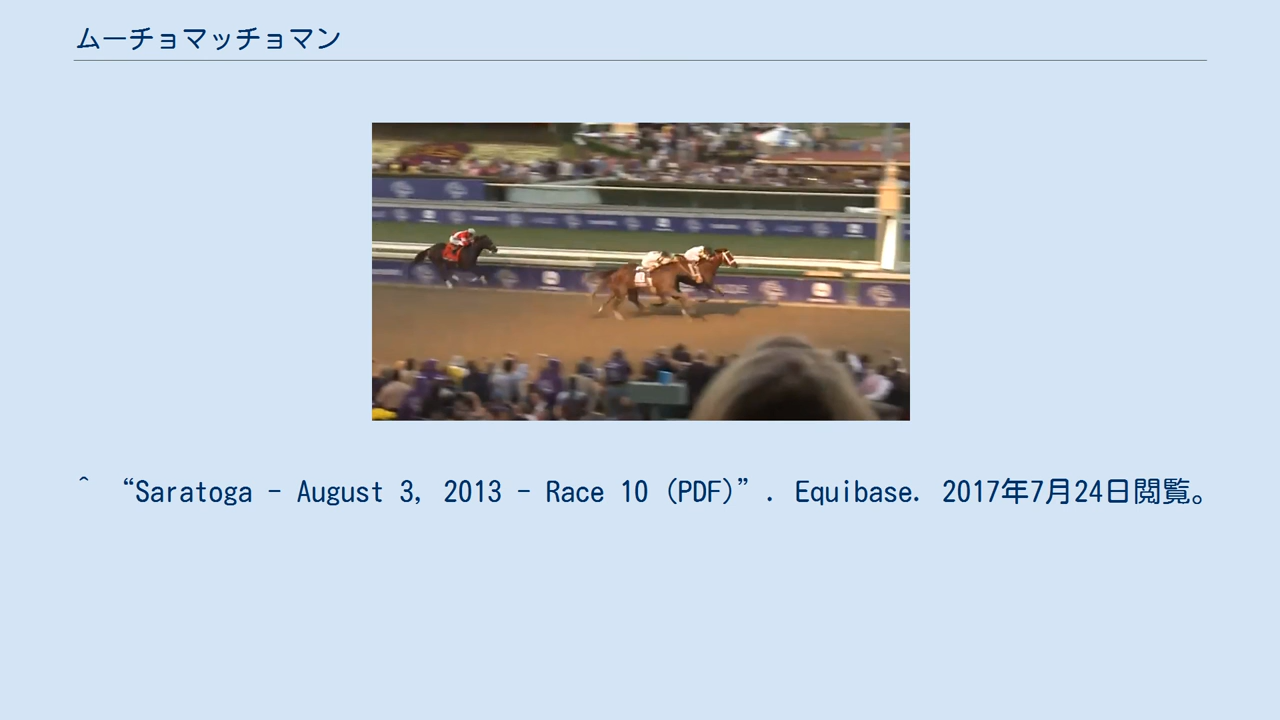 ムーチョマッチョマン
^ “Saratoga - August 3, 2013 - Race 10 (PDF)”. Equibase. 2017年7月24日閲覧。